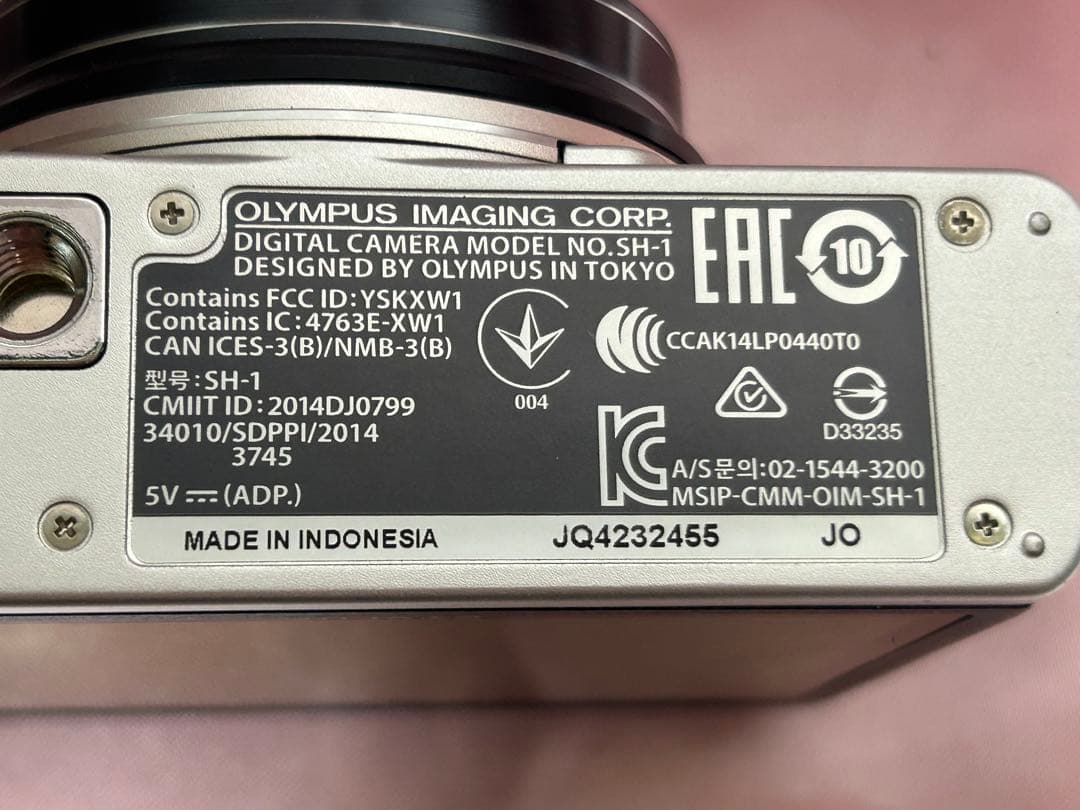 OLYMPUS IMAGING CORP.
DIGITAL CAMERA MODEL NO.SH-1
DESIGNED BY OLYMPUS IN TOKYO
EAC
10
Contains FCC ID:YSKXW1
Contains IC:4763E-XW1
CAN ICES-3(B)/NMB-3(B)
004
CCAK14LP0440T0
型号:SH-1
CMIIT ID:2014DJ0799
34010/SDPPI/2014
3745
D33235
KC
A/S문의:02-1544-3200
MSIP-CMM-OIM-SH-1
5V (ADP.)
MADE IN INDONESIA JQ4232455 JO